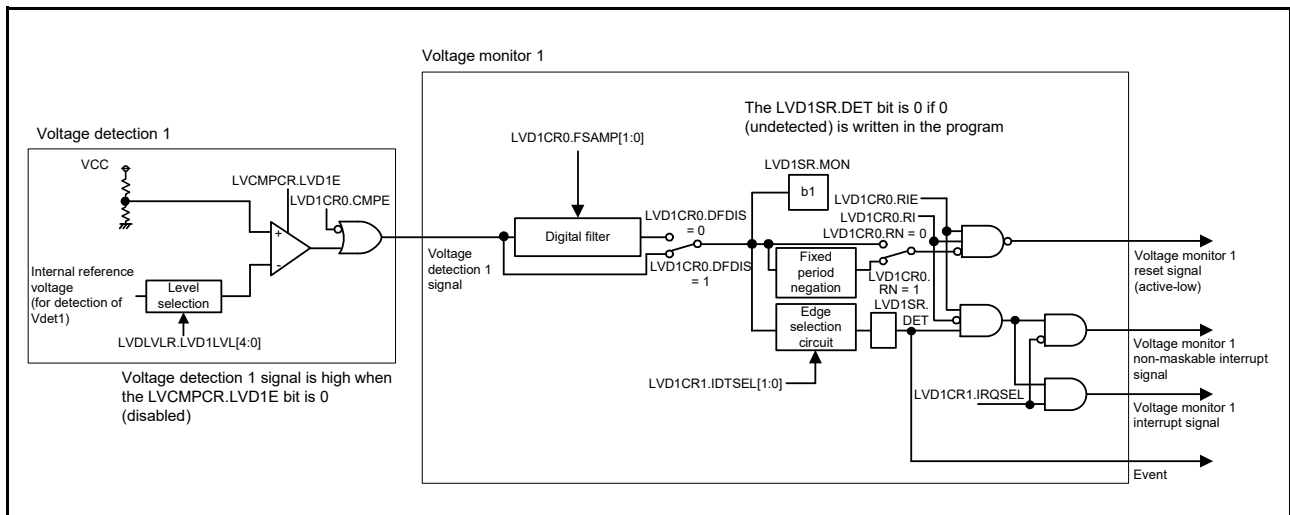 Voltage monitor 1
The LVD1SR.DET bit is 0 if 0
(undetected) is written in the program
Voltage detection 1
VCC
LVCMPCR.LVD1E
LVD1CR0.CMPE
+
-
Internal reference
voltage
(for detection of
Vdet1)
Level
selection
LVDLVLR.LVD1LVL[4:0]
Voltage detection 1 signal is high when
the LVCMPCR.LVD1E bit is 0
(disabled)
Voltage
detection 1
signal
LVD1CR0.FSAMP[1:0]
Digital filter
LVD1CR0.DFDIS
= 0
LVD1CR0.DFDIS
= 1
LVD1SR.MON
b1
LVD1CR0.RIE
LVD1CR0.RI
LVD1CR0.RN = 0
Fixed
period
negation
LVD1CR0.
RN = 1
LVD1SR.
DET
Edge
selection
circuit
LVD1CR1.IDTSEL[1:0]
LVD1CR1.IRQSEL
Voltage monitor 1
reset signal
(active-low)
Voltage monitor 1
non-maskable interrupt
signal
Voltage monitor 1
interrupt signal
Event